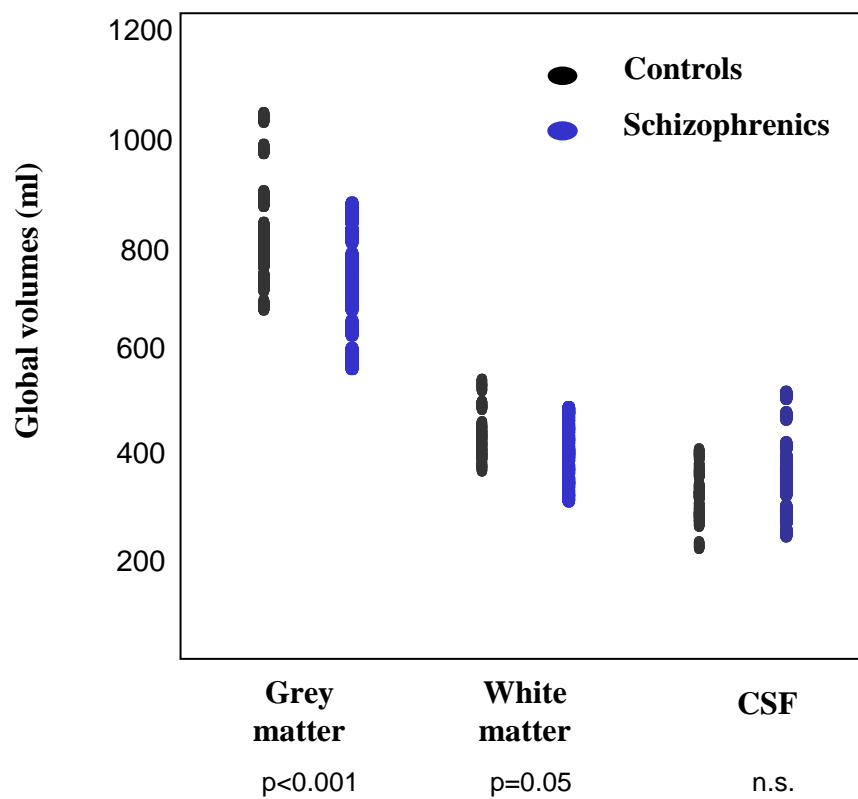 1200
1000
800
600
400
200
Global volumes (ml)
Controls
Schizophrenics
Grey
matter
White
matter
CSF
p<0.001
p=0.05
n.s.